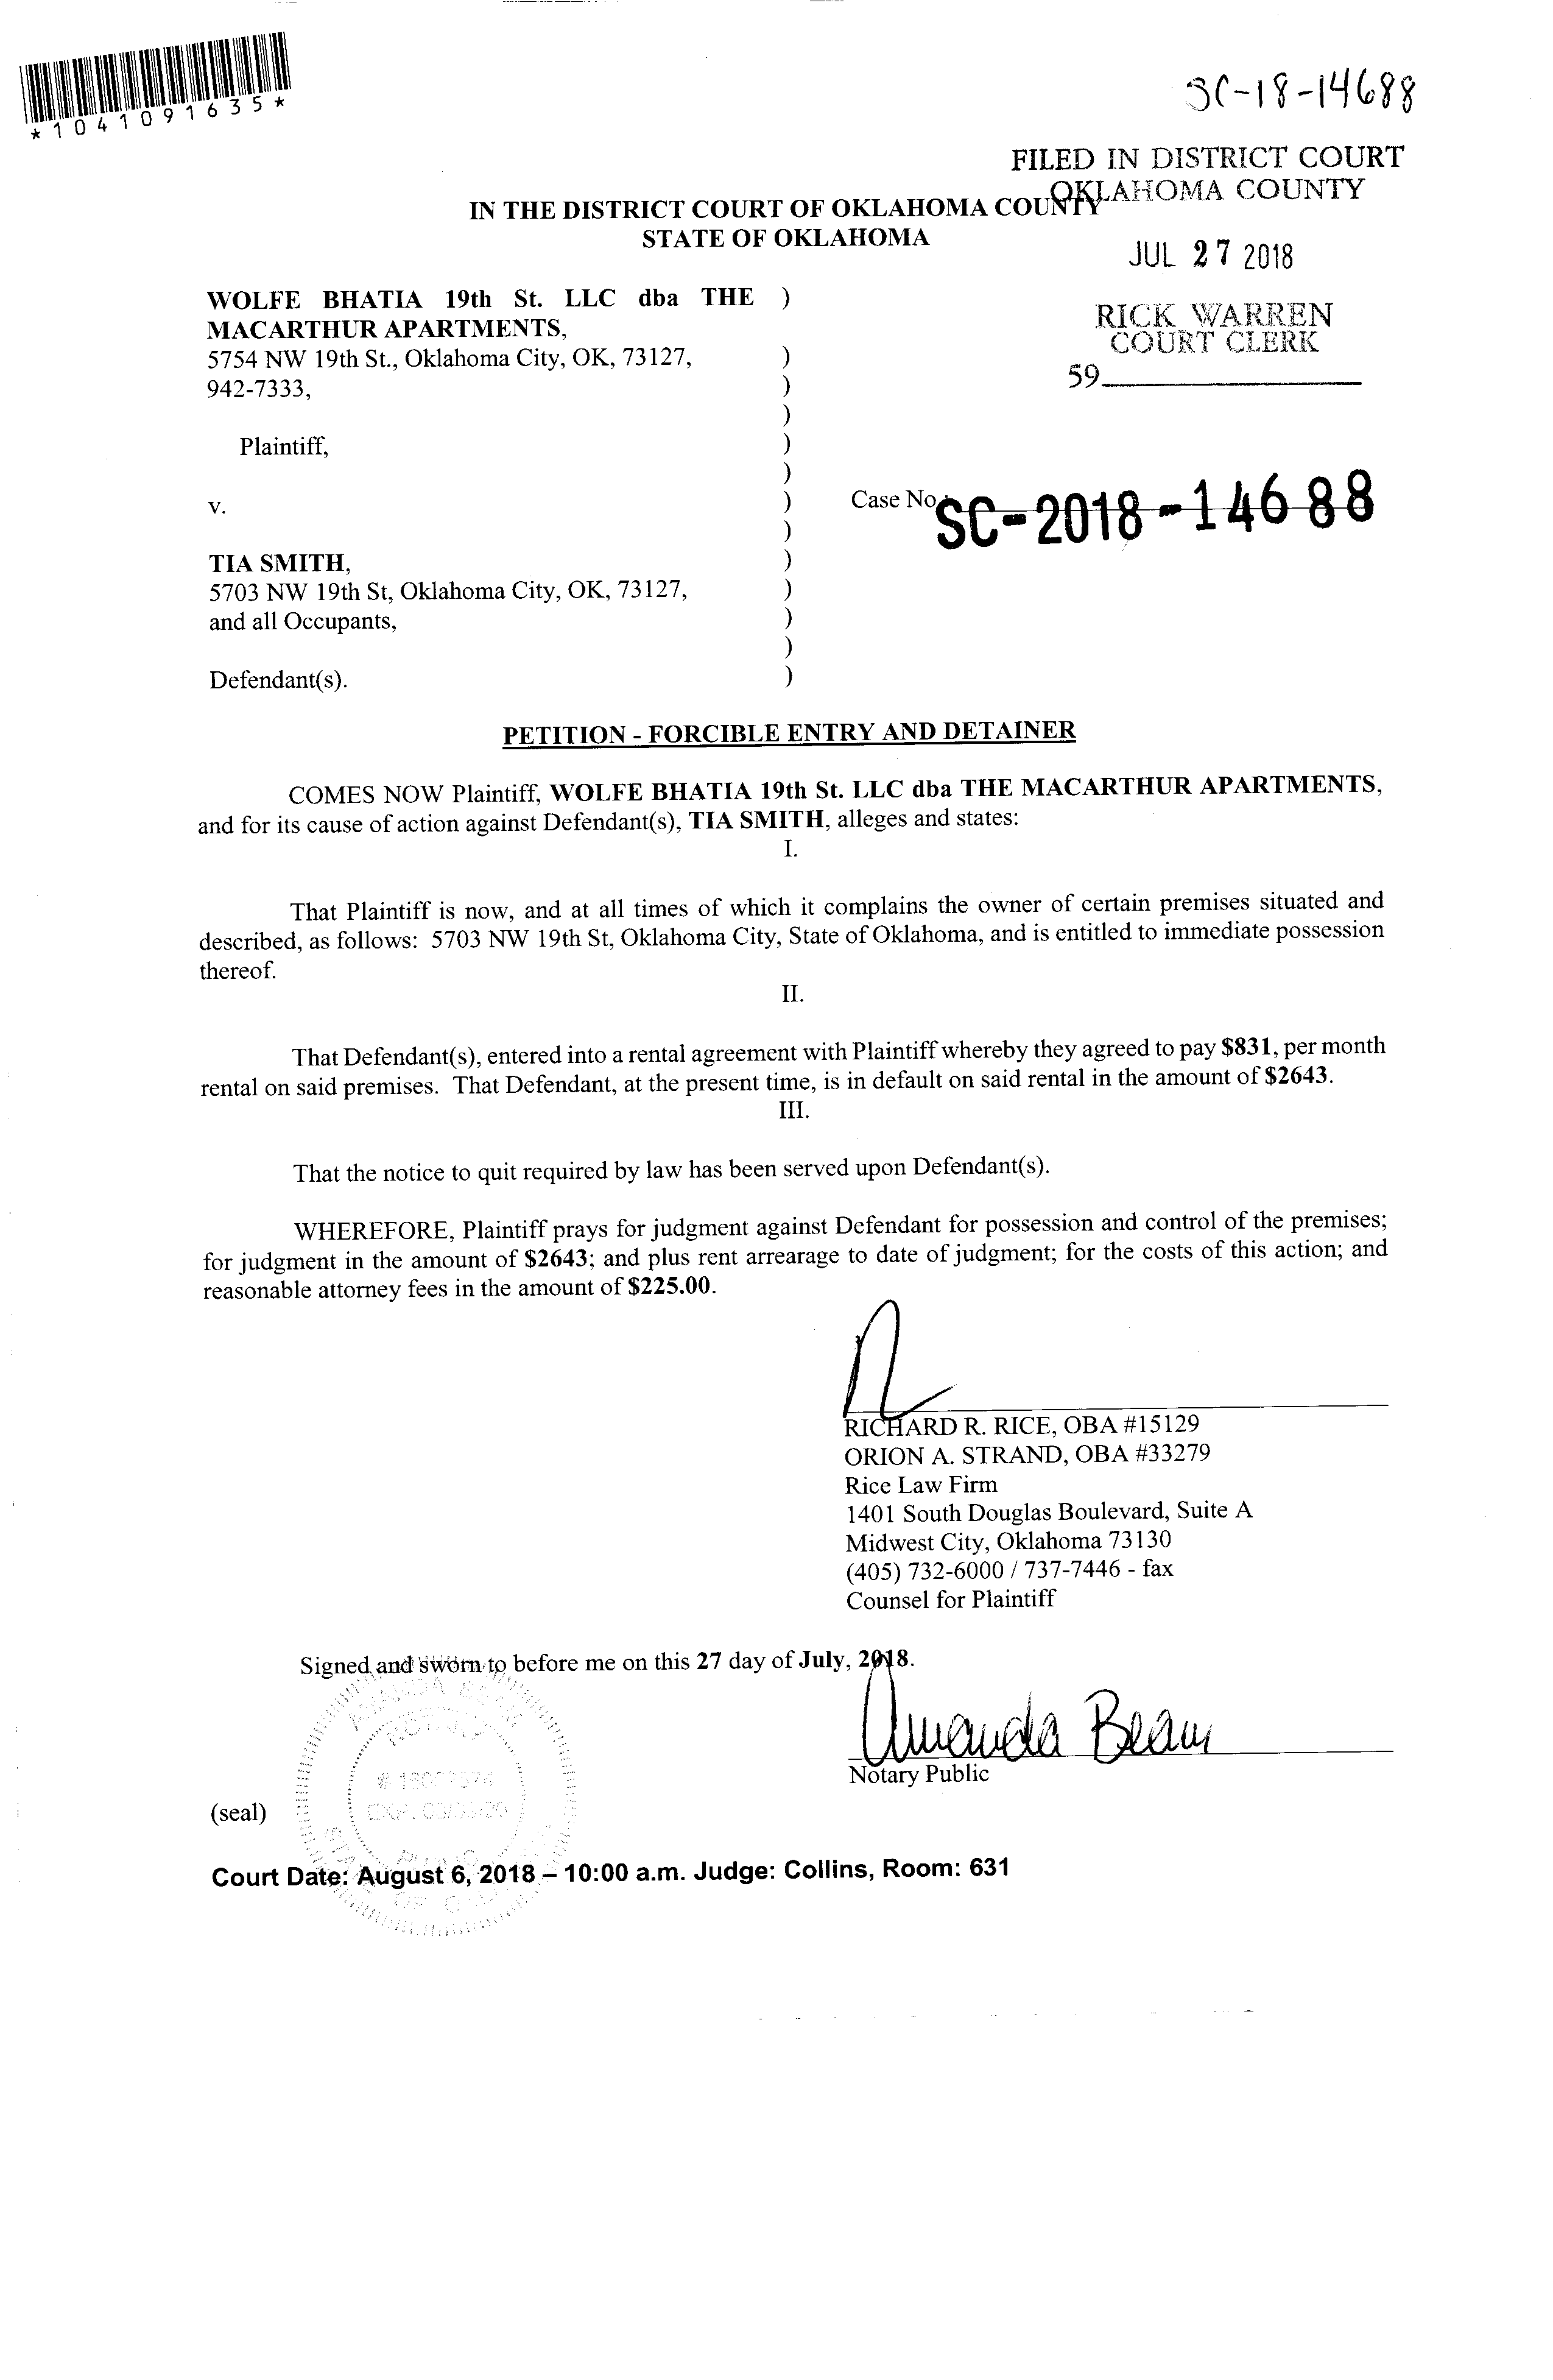 *1041091635*
SC-18-14688
FILED IN DISTRICT COURT
OKLAHOMA COUNTY
IN THE DISTRICT COURT OF OKLAHOMA COUNTY
STATE OF OKLAHOMA
JUL 27 2018
RICK WARREN
COURT CLERK
59
WOLFE BHATIA 19th St. LLC dba THE )
MACARTHUR APARTMENTS,
5754 NW 19th St., Oklahoma City, OK, 73127, )
942-7333, )
)
Plaintiff, )
)
v. )
Case No.: SC-2018-14688
)
TIA SMITH, )
5703 NW 19th St, Oklahoma City, OK, 73127, )
and all Occupants, )
)
Defendant(s). )
PETITION - FORCIBLE ENTRY AND DETAINER
COMES NOW Plaintiff, WOLFE BHATIA 19th St. LLC dba THE MACARTHUR APARTMENTS,
and for its cause of action against Defendant(s), TIA SMITH, alleges and states:
I.
That Plaintiff is now, and at all times of which it complains the owner of certain premises situated and
described, as follows: 5703 NW 19th St, Oklahoma City, State of Oklahoma, and is entitled to immediate possession
thereof.
II.
That Defendant(s), entered into a rental agreement with Plaintiff whereby they agreed to pay $831, per month
rental on said premises. That Defendant, at the present time, is in default on said rental in the amount of $2643.
III.
That the notice to quit required by law has been served upon Defendant(s).
WHEREFORE, Plaintiff prays for judgment against Defendant for possession and control of the premises;
for judgment in the amount of $2643; and plus rent arrearage to date of judgment; for the costs of this action; and
reasonable attorney fees in the amount of $225.00.
RICHARD R. RICE, OBA #15129
ORION A. STRAND, OBA #33279
Rice Law Firm
1401 South Douglas Boulevard, Suite A
Midwest City, Oklahoma 73130
(405) 732-6000 / 737-7446 - fax
Counsel for Plaintiff
Signed and sworn to before me on this 27 day of July, 2018.
Amanda Beam
Notary Public
(seal)
Court Date: August 6, 2018 – 10:00 a.m. Judge: Collins, Room: 631